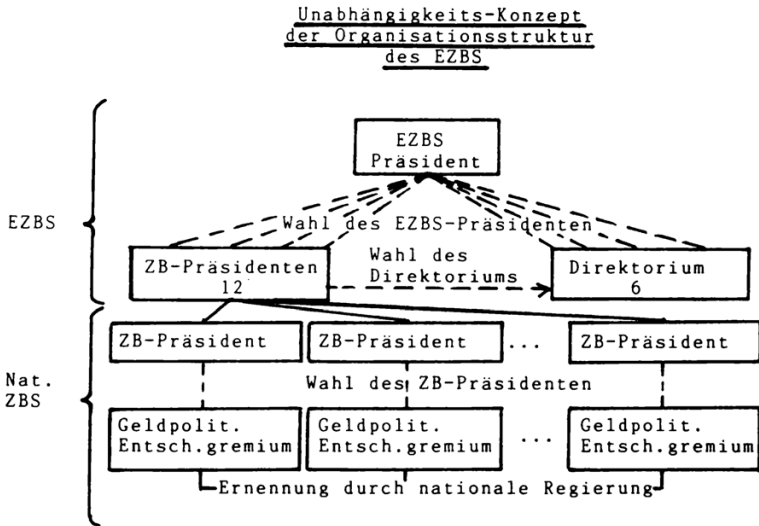 Unabhängigkeits-Konzept
der Organisationsstruktur
des EZBS
EZBS
Präsident
EZBS
Wahl des EZBS-Präsidenten
ZB-Präsidenten
12
Wahl des
Direktoriums
Direktorium
6
Nat.
ZBS
ZB-Präsident
ZB-Präsident
...
ZB-Präsident
Wahl des ZB-Präsidenten
Geldpolit.
Entsch.gremium
Geldpolit.
Entsch.gremium
...
Geldpolit.
Entsch.gremium
Ernennung durch nationale Regierung